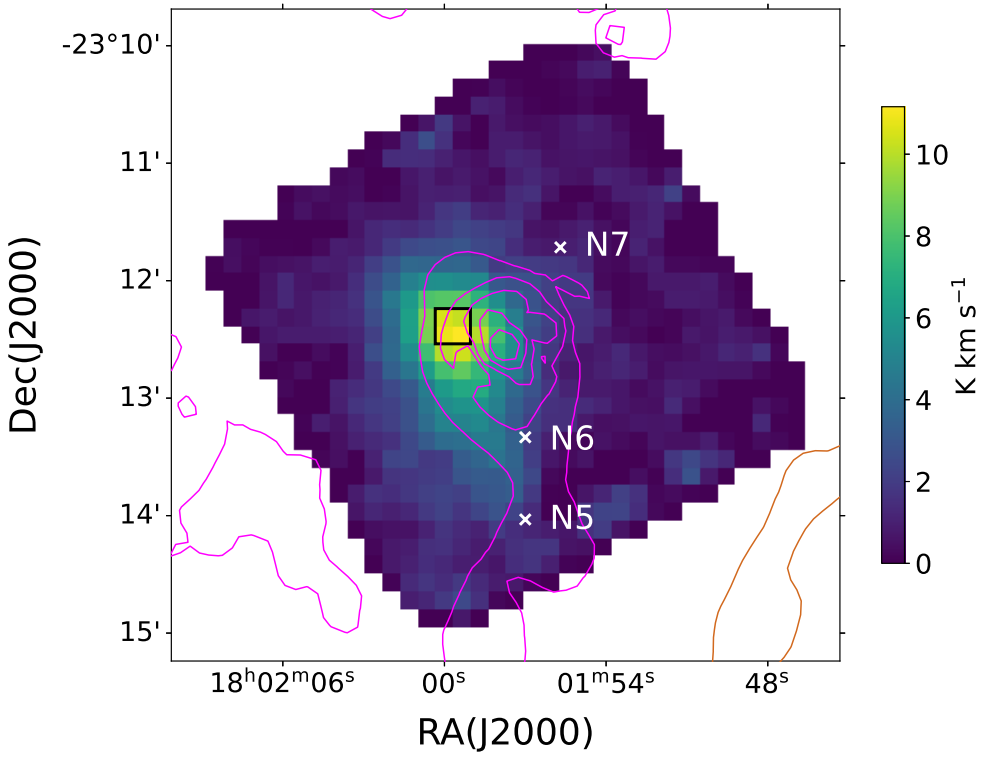 Dec(J2000)
-23°10'
11'
12'
13'
14'
15'
N7
N6
N5
18ʰ02ᵐ06ˢ
00ˢ
01ᵐ54ˢ
48ˢ
RA(J2000)
10
8
6
4
2
0
K km s⁻¹